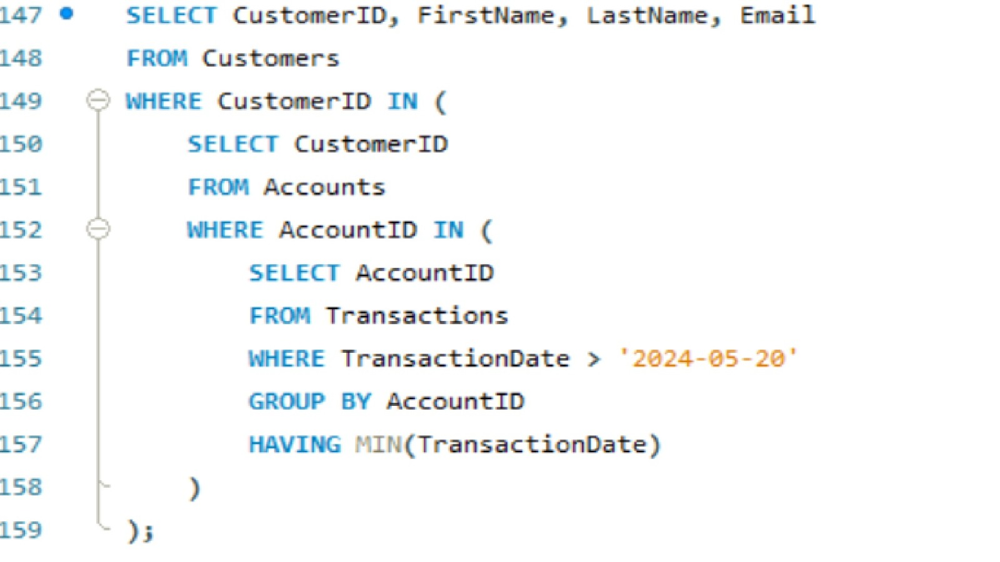 147 SELECT CustomerID, FirstName, LastName, Email
148 FROM Customers
149 WHERE CustomerID IN (
150 SELECT CustomerID
151 FROM Accounts
152 WHERE AccountID IN (
153 SELECT AccountID
154 FROM Transactions
155 WHERE TransactionDate > '2024-05-20'
156 GROUP BY AccountID
157 HAVING MIN(TransactionDate)
158 )
159 );